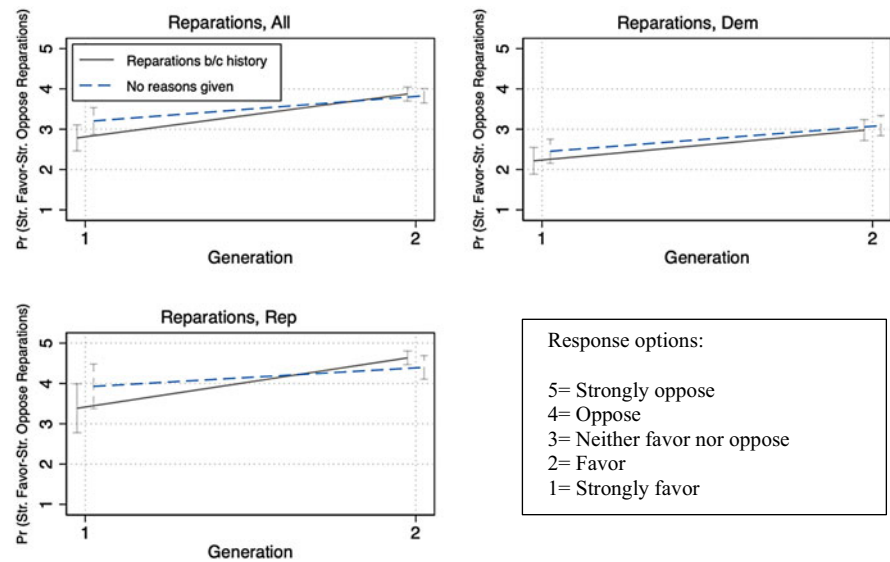 Reparations, All
Pr (Str. Favor-Str. Oppose Reparations)
5
4
3
2
1
Reparations b/c history
No reasons given
1
2
Generation
Reparations, Dem
Pr (Str. Favor-Str. Oppose Reparations)
5
4
3
2
1
1
2
Generation
Reparations, Rep
Pr (Str. Favor-Str. Oppose Reparations)
5
4
3
2
1
1
2
Generation
Response options:
5= Strongly oppose
4= Oppose
3= Neither favor nor oppose
2= Favor
1= Strongly favor